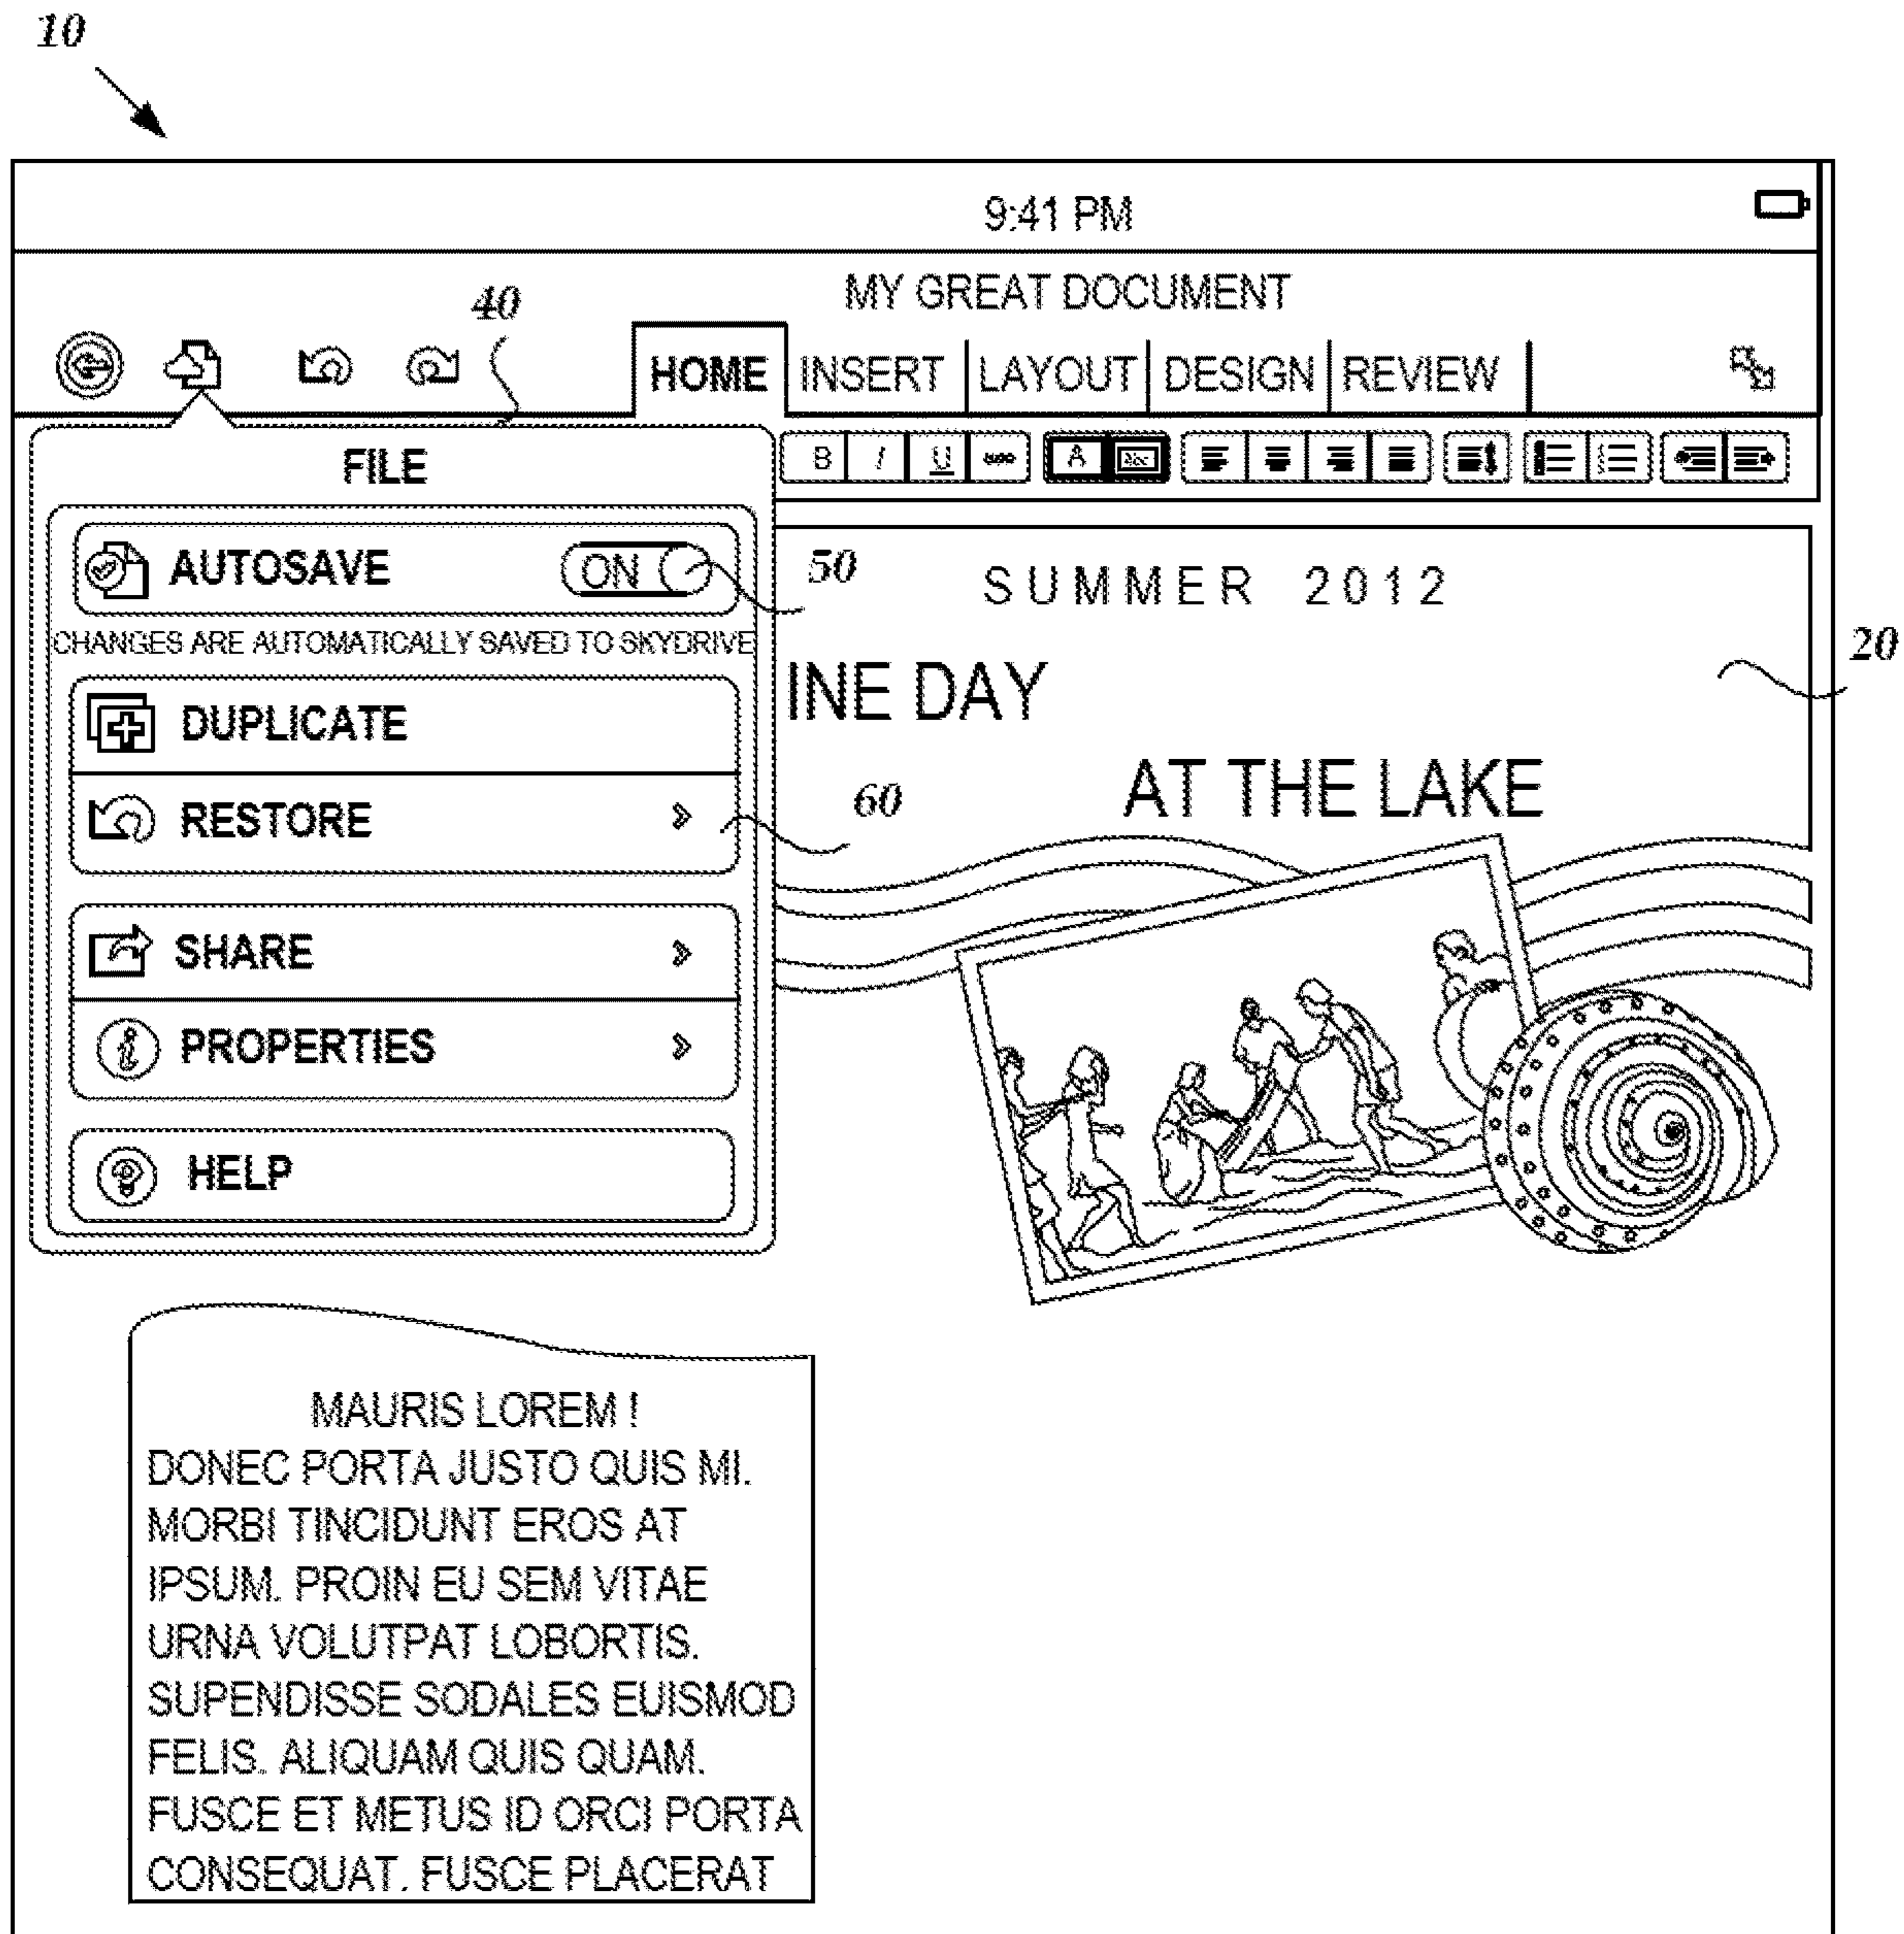 10
9:41 PM
MY GREAT DOCUMENT
40
HOME INSERT LAYOUT DESIGN REVIEW
FILE
B I U abc A Abc
AUTOSAVE ON
50
SUMMER 2012
CHANGES ARE AUTOMATICALLY SAVED TO SKYDRIVE
20
INE DAY
DUPLICATE
AT THE LAKE
60
RESTORE >
SHARE >
PROPERTIES >
HELP
MAURIS LOREM !
DONEC PORTA JUSTO QUIS MI.
MORBI TINCIDUNT EROS AT
IPSUM. PROIN EU SEM VITAE
URNA VOLUTPAT LOBORTIS.
SUPENDISSE SODALES EUISMOD
FELIS. ALIQUAM QUIS QUAM.
FUSCE ET METUS ID ORCI PORTA
CONSEQUAT. FUSCE PLACERAT